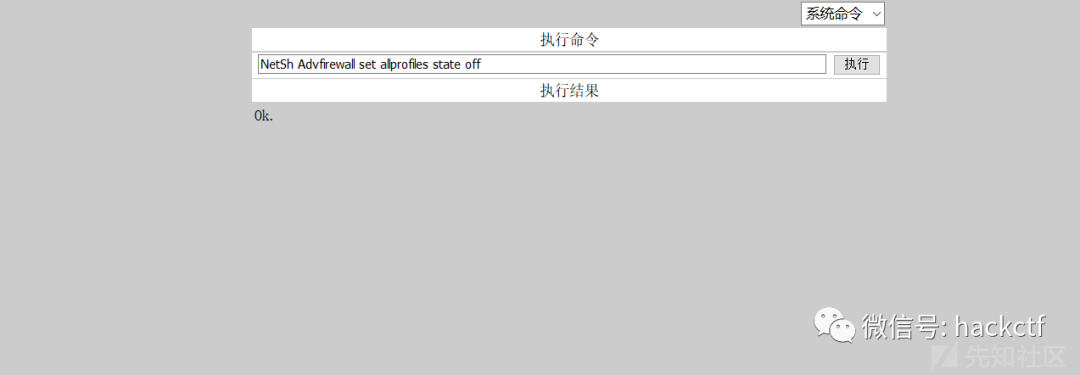 系统命令
执行命令
NetSh Advfirewall set allprofiles state off 执行
执行结果
Ok.
微信号: hackctf
先知社区